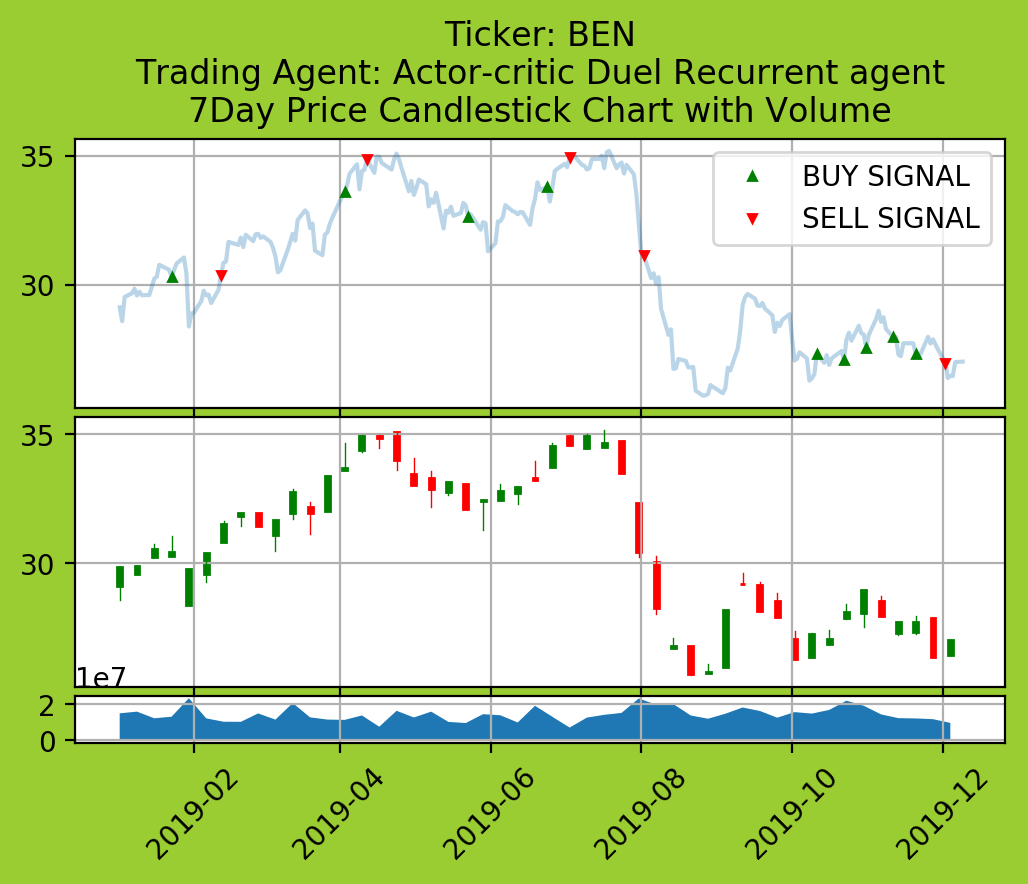 Ticker: BEN
Trading Agent: Actor-critic Duel Recurrent agent
7Day Price Candlestick Chart with Volume
35
30
BUY SIGNAL
SELL SIGNAL
35
30
1e7
2
0
2019-02
2019-04
2019-06
2019-08
2019-10
2019-12